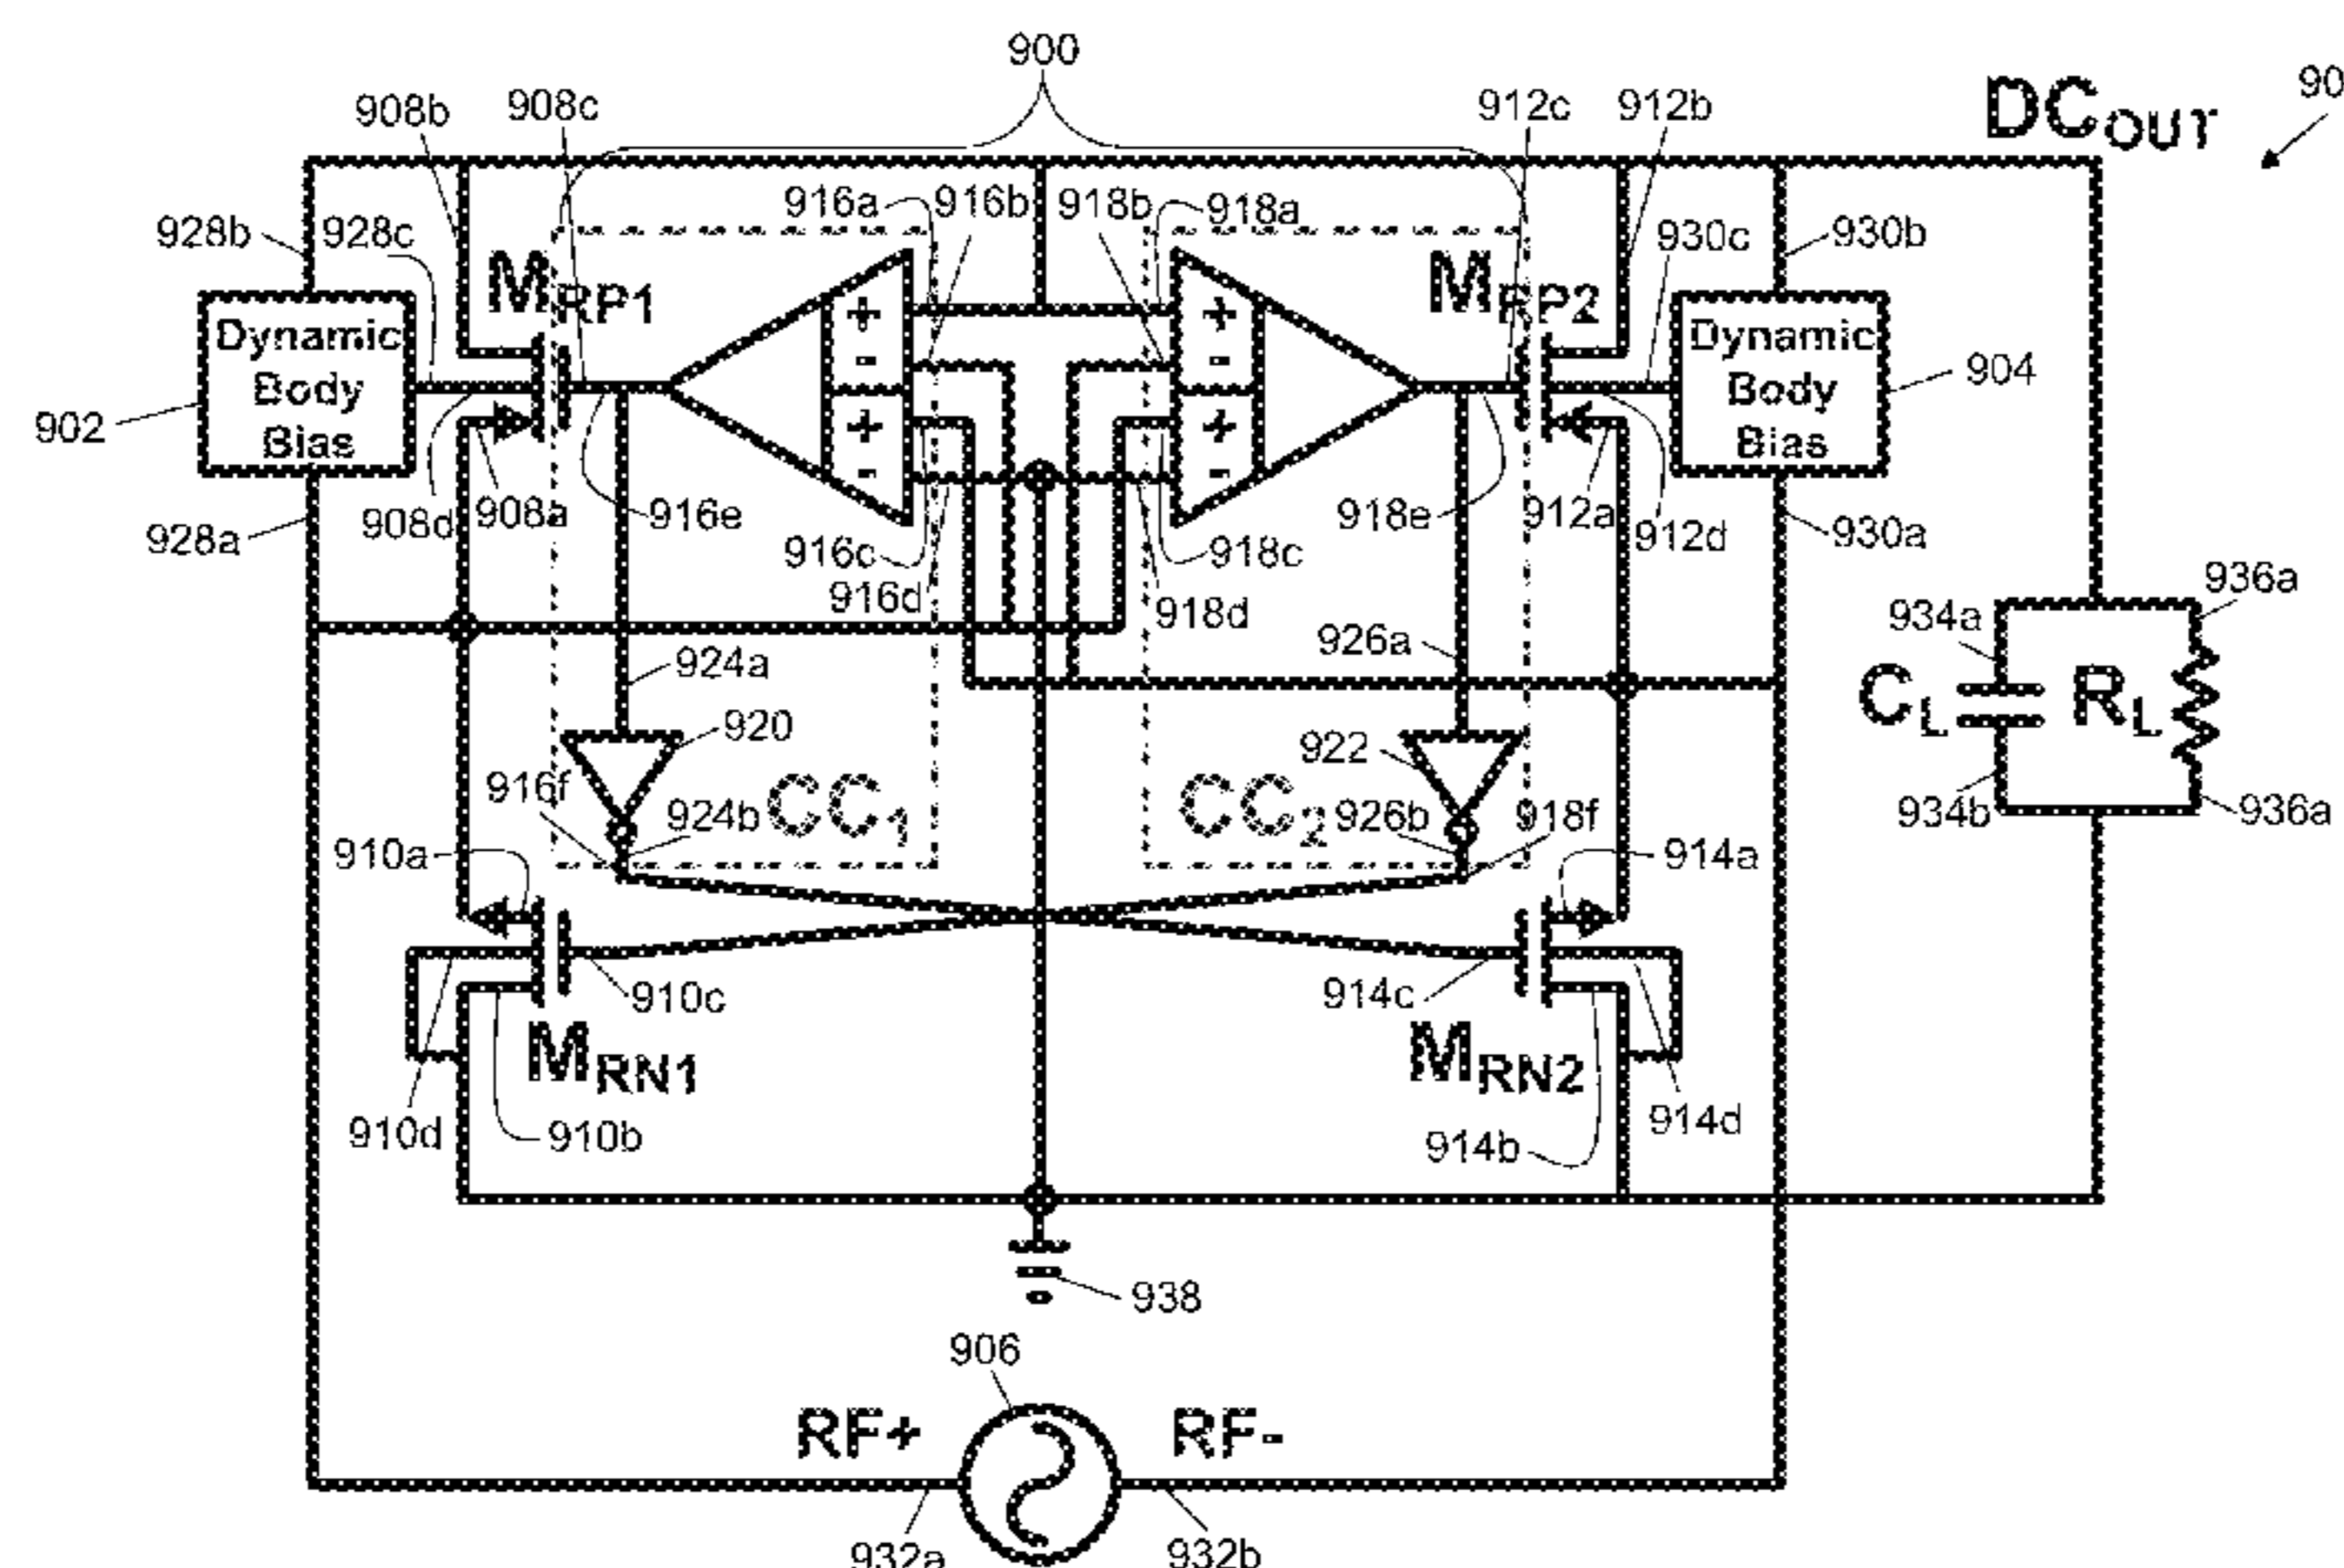 900
90
DCOUT
908b
908c
912c
912b
916a
916b
918b
918a
928b
928c
930c
930b
MRP1
MRP2
+
-
+
-
+
-
+
-
Dynamic
Body
Bias
Dynamic
Body
Bias
902
904
928a
908d
908a
916e
918e
912a
912d
930a
916c
918c
916d
918d
936a
934a
924a
926a
CL
RL
920
922
916f
924b
CC1
CC2
926b
918f
934b
936a
910a
914a
910c
914c
MRN1
MRN2
910d
910b
914b
914d
938
906
RF+
RF-
932a
932b